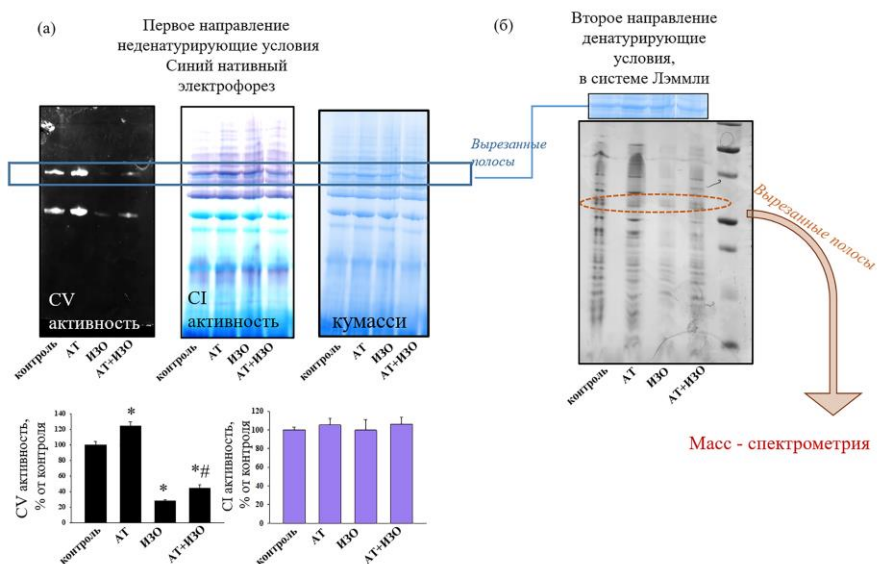 (а)
Первое направление
неденатурирующие условия
Синий нативный
электрофорез
CV
активность -
CI
активность
кумасси
Вырезанные
полосы
контроль
АТ
ИЗО
АТ+ИЗО
контроль
АТ
ИЗО
АТ+ИЗО
контроль
АТ
ИЗО
АТ+ИЗО
(б)
Второе направление
денатурирующие
условия,
в системе Лэммли
Вырезанные полосы
контроль
АТ
ИЗО
АТ+ИЗО
Масс - спектрометрия
CV активность,
% от контроля
140
120
100
80
60
40
20
0
*
*
*#
контроль
АТ
ИЗО
АТ+ИЗО
CI активность,
% от контроля
120
100
80
60
40
20
0
контроль
АТ
ИЗО
АТ+ИЗО